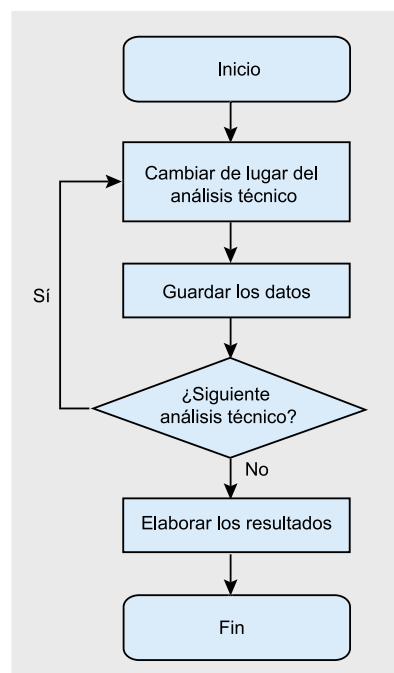 Inicio
Cambiar de lugar del
análisis técnico
Guardar los datos
Sí
¿Siguiente
análisis técnico?
No
Elaborar los resultados
Fin